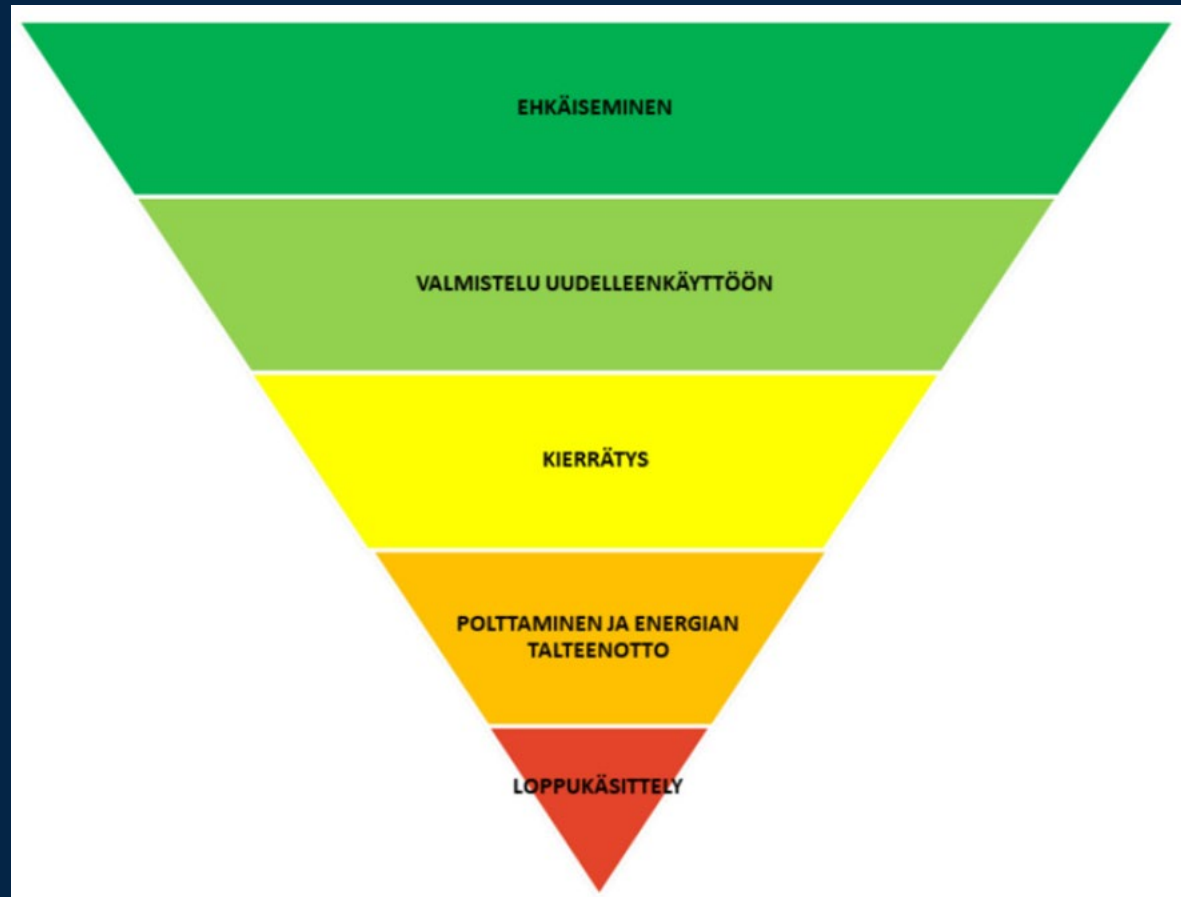 EHKÄISEMINEN
VALMISTELU UUDELLEENKÄYTTÖÖN
KIERRÄTYS
POLTTAMINEN JA ENERGIAN
TALTEENOTTO
LOPPUKÄSITTELY